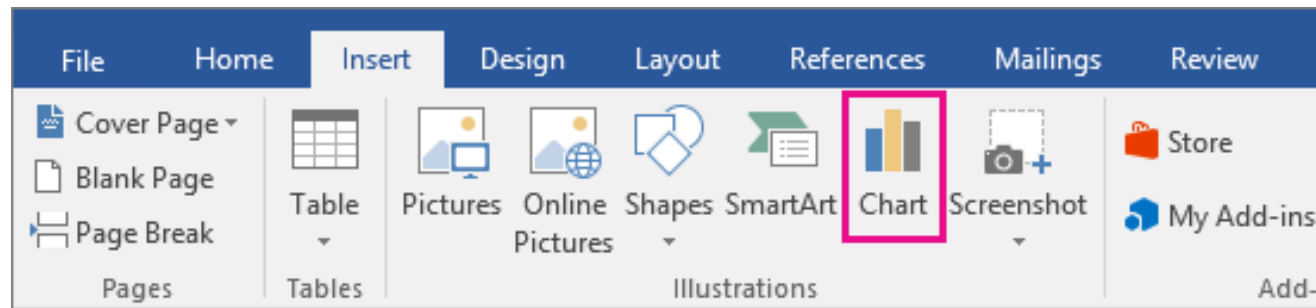 File Home Insert Design Layout References Mailings Review
Cover Page
Blank Page
Page Break
Pages
Table
Tables
Pictures
Online
Pictures
Shapes
SmartArt
Chart
Screenshot
Illustrations
Store
My Add-ins
Add-